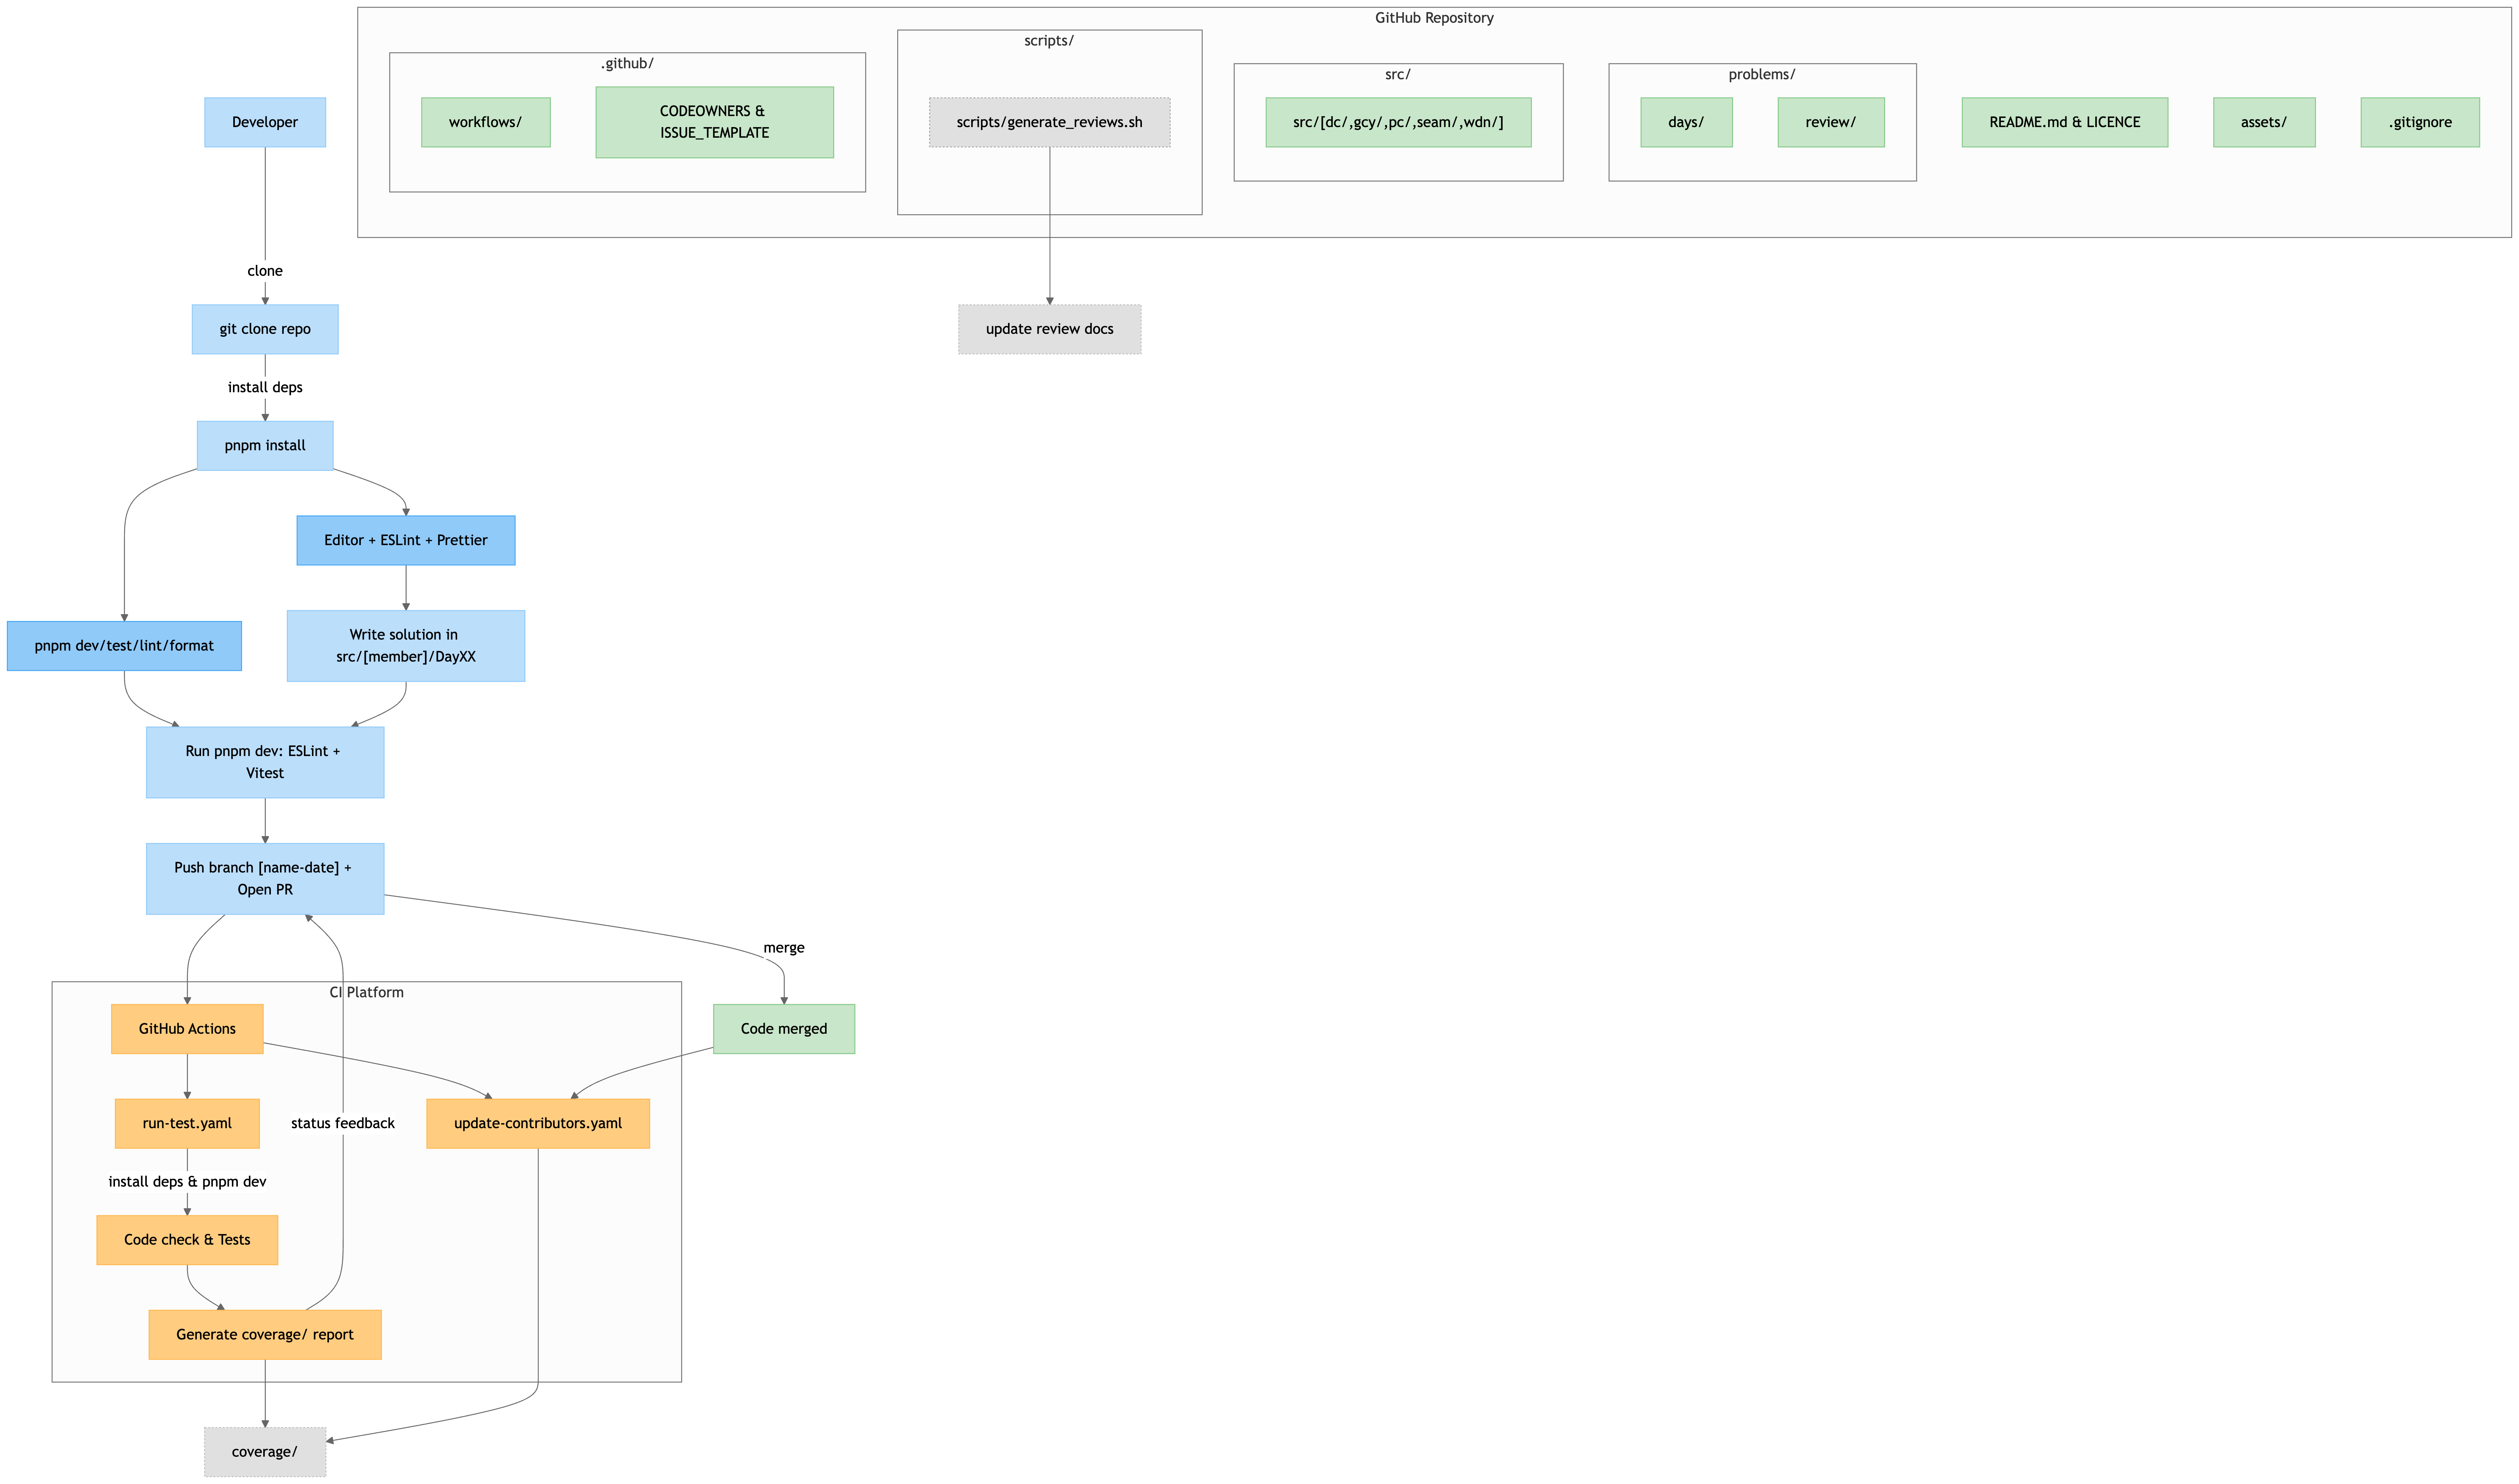 GitHub Repository
.github/
workflows/
CODEOWNERS &
ISSUE_TEMPLATE
scripts/
scripts/generate_reviews.sh
src/
src/[dc/,gcy/,pc/,seam/,wdn/]
problems/
days/
review/
README.md & LICENCE
assets/
.gitignore
Developer
clone
git clone repo
update review docs
install deps
pnpm install
Editor + ESLint + Prettier
pnpm dev/test/lint/format
Write solution in
src/[member]/DayXX
Run pnpm dev: ESLint +
Vitest
Push branch [name-date] +
Open PR
merge
CI Platform
GitHub Actions
Code merged
run-test.yaml
status feedback
update-contributors.yaml
install deps & pnpm dev
Code check & Tests
Generate coverage/ report
coverage/